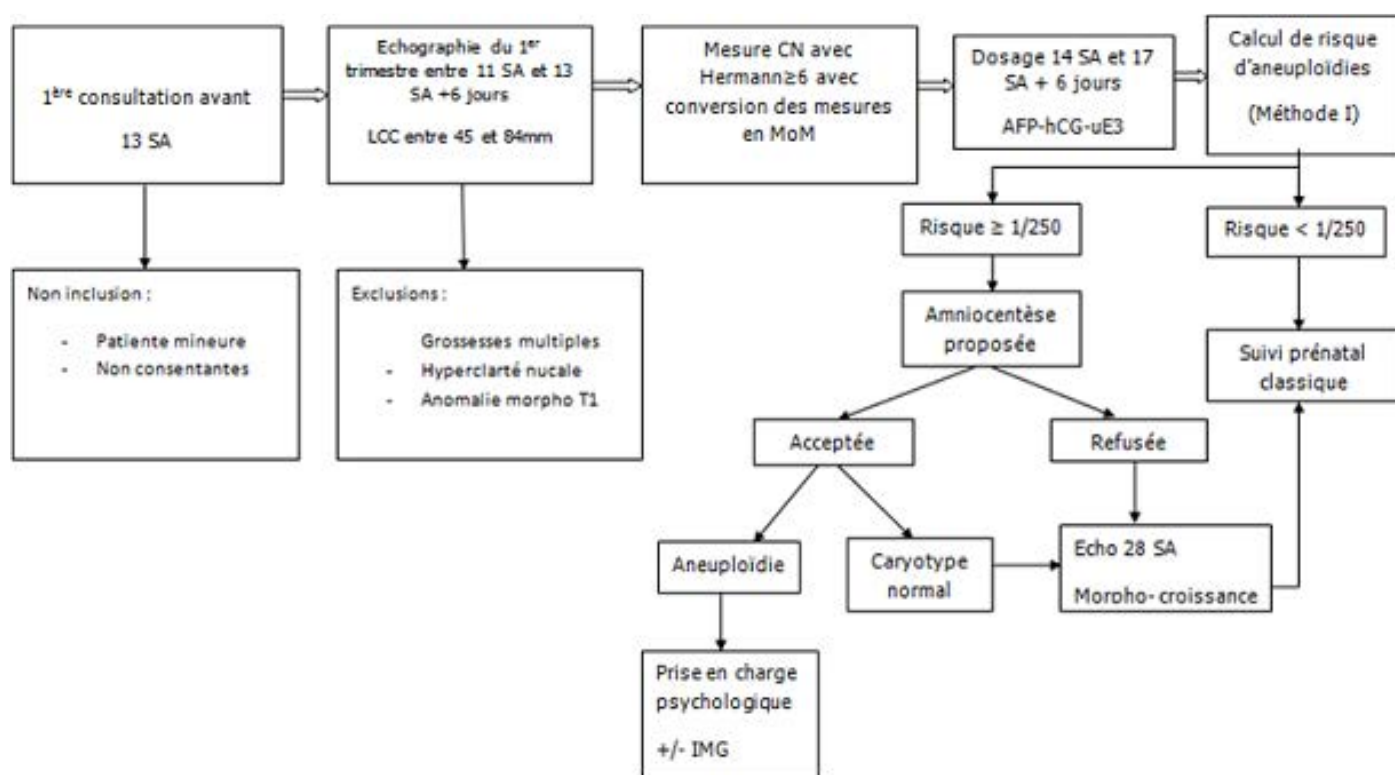 1ère consultation avant
13 SA
Echographie du 1er
trimestre entre 11 SA et 13
SA +6 jours
LCC entre 45 et 84mm
Mesure CN avec
Hermann≥6 avec
conversion des mesures
en MoM
Dosage 14 SA et 17
SA + 6 jours
AFP-hCG-uE3
Calcul de risque
d'aneuploïdies
(Méthode I)
Non inclusion :
- Patiente mineure
- Non consentantes
Exclusions :
Grossesses multiples
- Hyperclarté nucale
- Anomalie morpho T1
Risque ≥ 1/250
Risque < 1/250
Amniocentèse
proposée
Suivi prénatal
classique
Acceptée
Refusée
Aneuploïdie
Caryotype
normal
Echo 28 SA
Morpho- croissance
Prise en charge
psychologique
+/- IMG